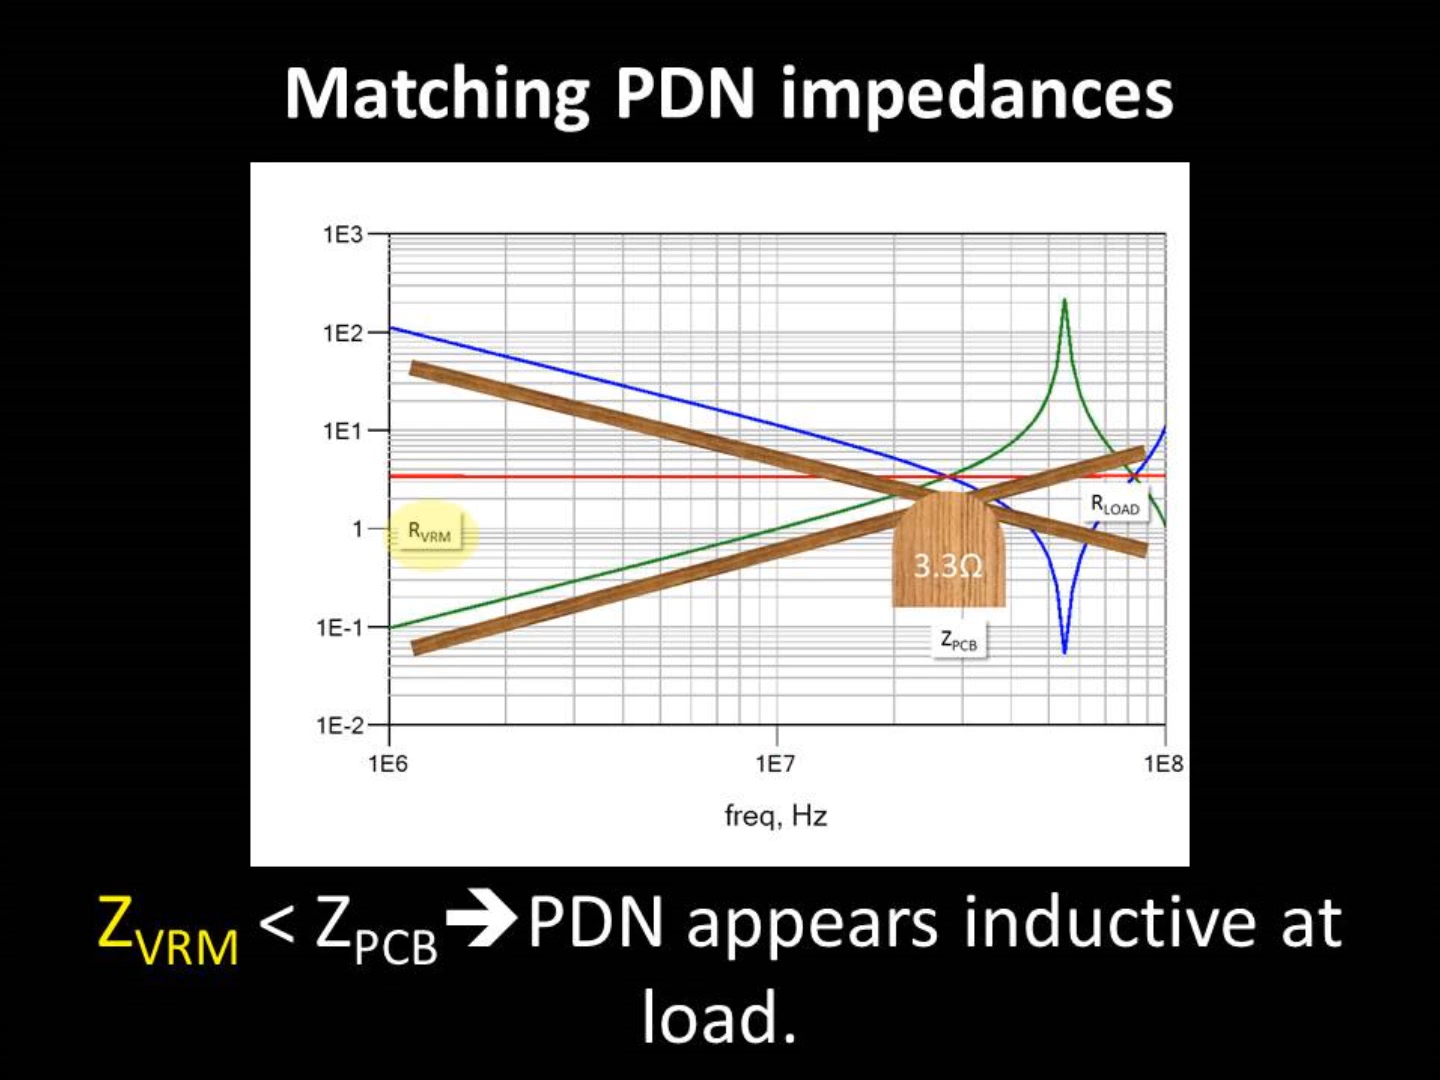 Matching PDN impedances
1E3
1E2
1E1
1
1E-1
1E-2
R_VRM
R_LOAD
3.3Ω
Z_PCB
1E6 1E7 1E8
freq, Hz
Z_VRM < Z_PCB ➔ PDN appears inductive at
load.